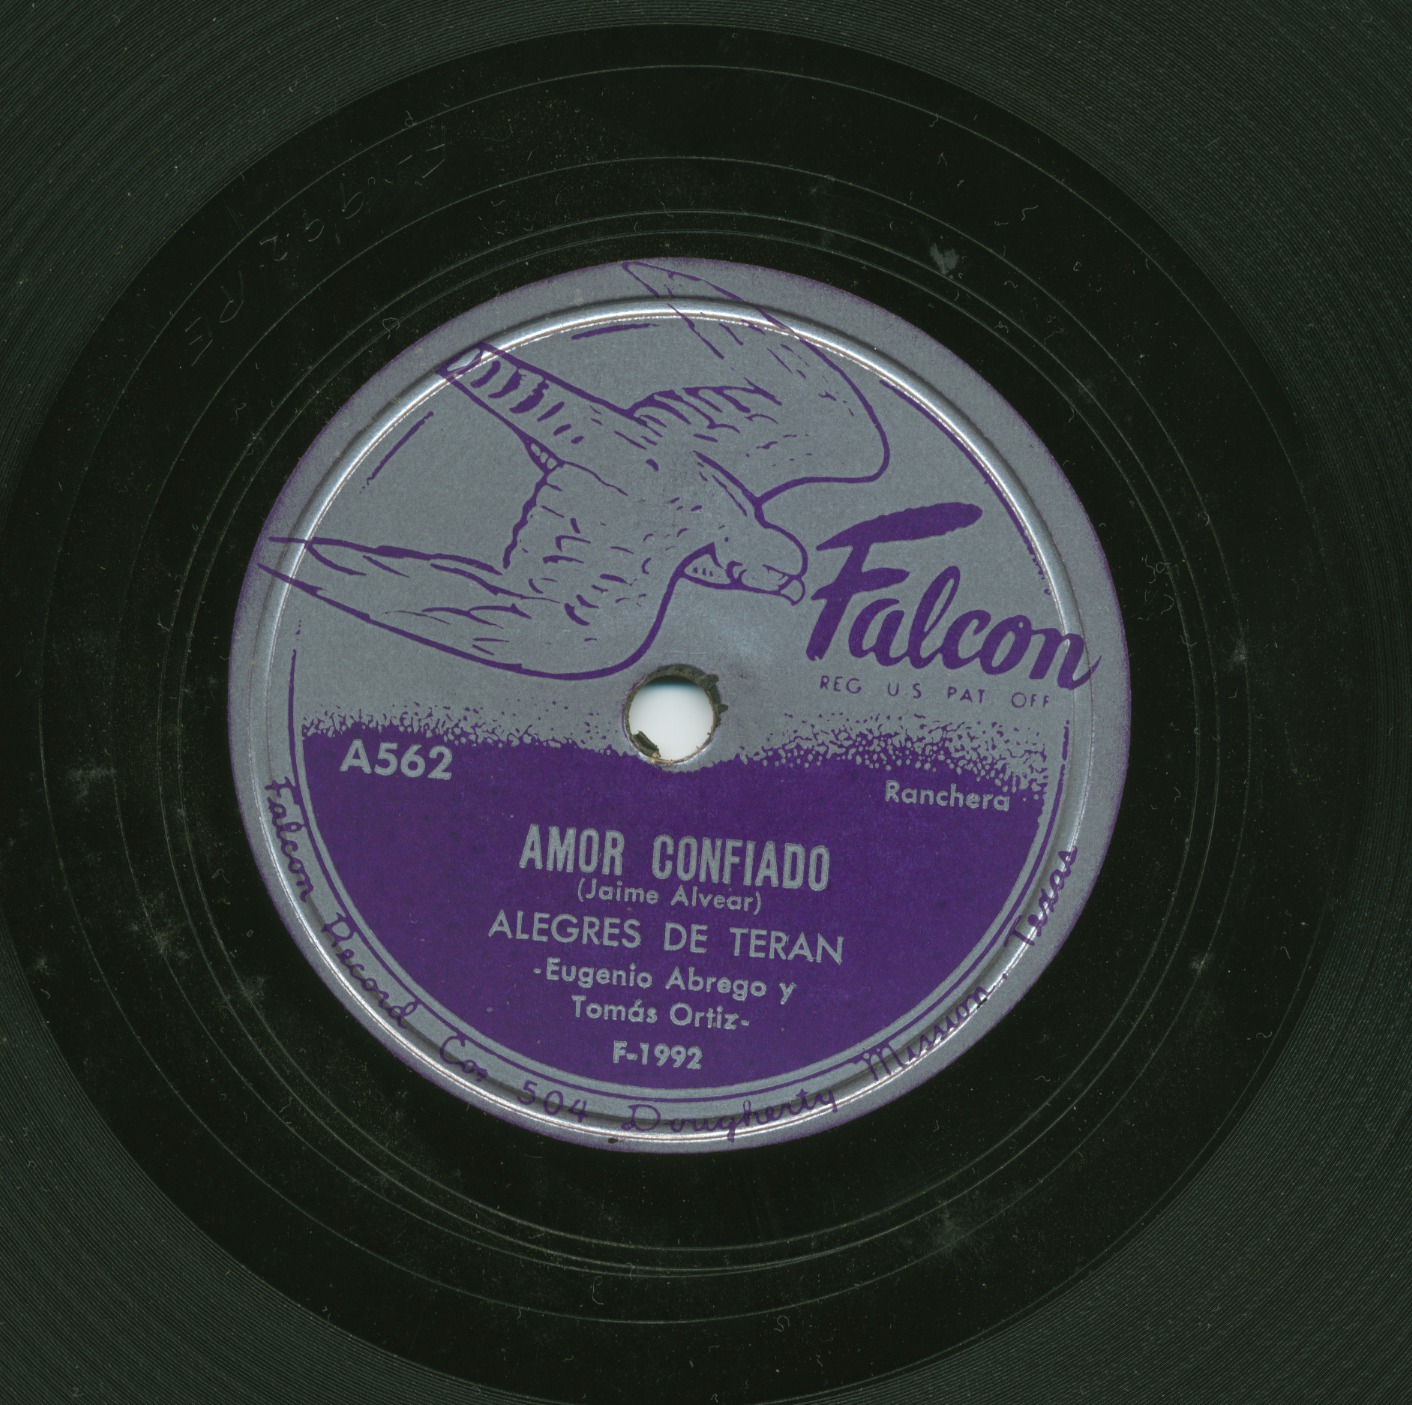 Falcon
REG U S PAT OFF
A562
Ranchera
AMOR CONFIADO
(Jaime Alvear)
ALEGRES DE TERAN
-Eugenio Abrego y
Tomás Ortiz-
F-1992
Falcon Record Co. 504 Dougherty Mission, Texas